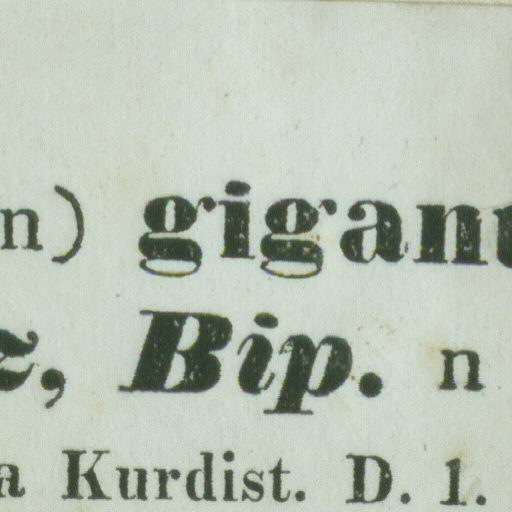 n) gigan
z, Bip. n
a Kurdist. D. 1.